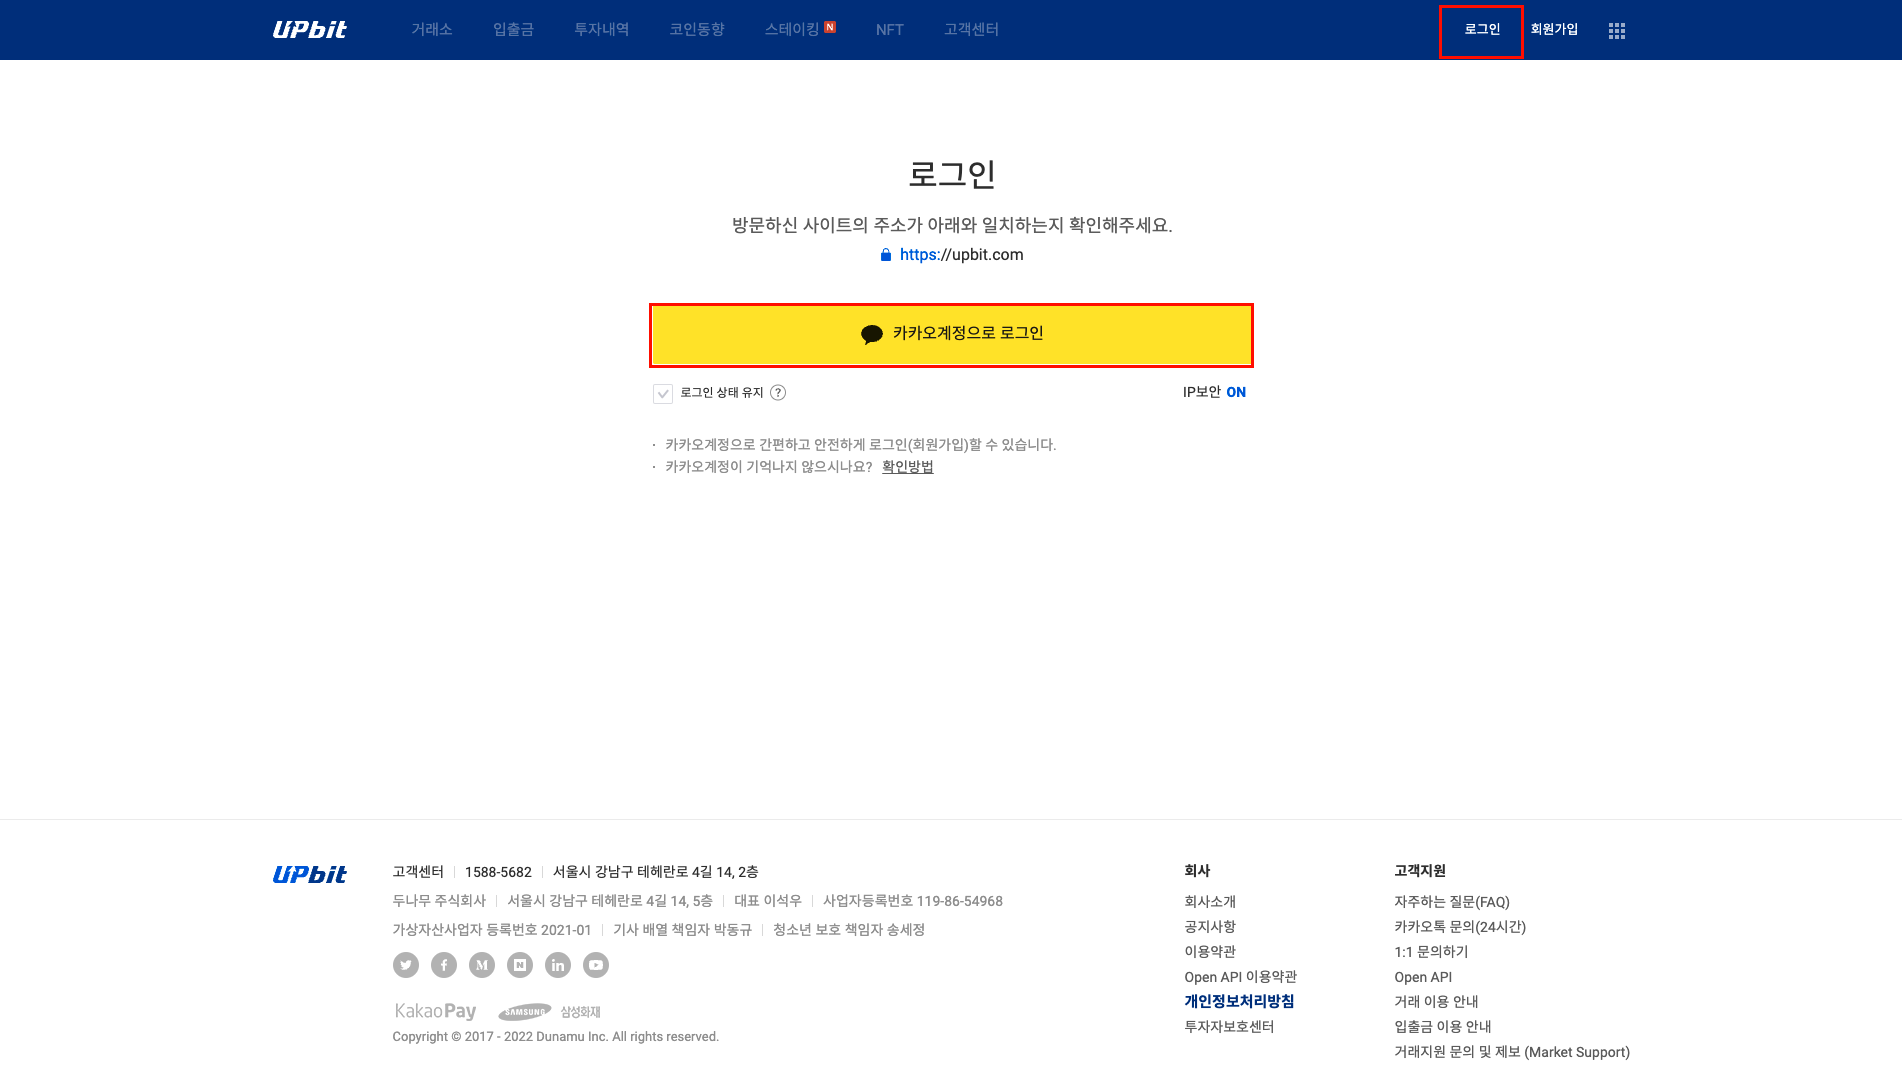 UPbit 거래소 입출금 투자내역 코인동향 스테이킹 N NFT 고객센터 로그인 회원가입
로그인
방문하신 사이트의 주소가 아래와 일치하는지 확인해주세요.
https://upbit.com
카카오계정으로 로그인
로그인 상태 유지 ? IP보안 ON
· 카카오계정으로 간편하고 안전하게 로그인(회원가입)할 수 있습니다.
· 카카오계정이 기억나지 않으시나요? 확인방법
UPbit
고객센터 | 1588-5682 | 서울시 강남구 테헤란로 4길 14, 2층
두나무 주식회사 | 서울시 강남구 테헤란로 4길 14, 5층 | 대표 이석우 | 사업자등록번호 119-86-54968
가상자산사업자 등록번호 2021-01 | 기사 배열 책임자 박동규 | 청소년 보호 책임자 송세정
f M N in
KakaoPay SAMSUNG 삼성화재
Copyright © 2017 - 2022 Dunamu Inc. All rights reserved.
회사
회사소개
공지사항
이용약관
Open API 이용약관
개인정보처리방침
투자자보호센터
고객지원
자주하는 질문(FAQ)
카카오톡 문의(24시간)
1:1 문의하기
Open API
거래 이용 안내
입출금 이용 안내
거래지원 문의 및 제보 (Market Support)